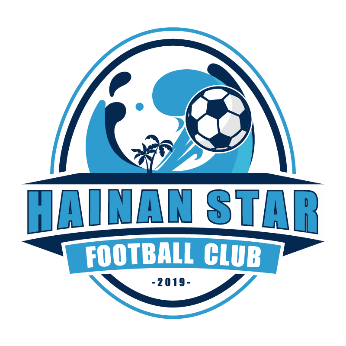 HAINAN STAR
FOOTBALL CLUB
-2019-